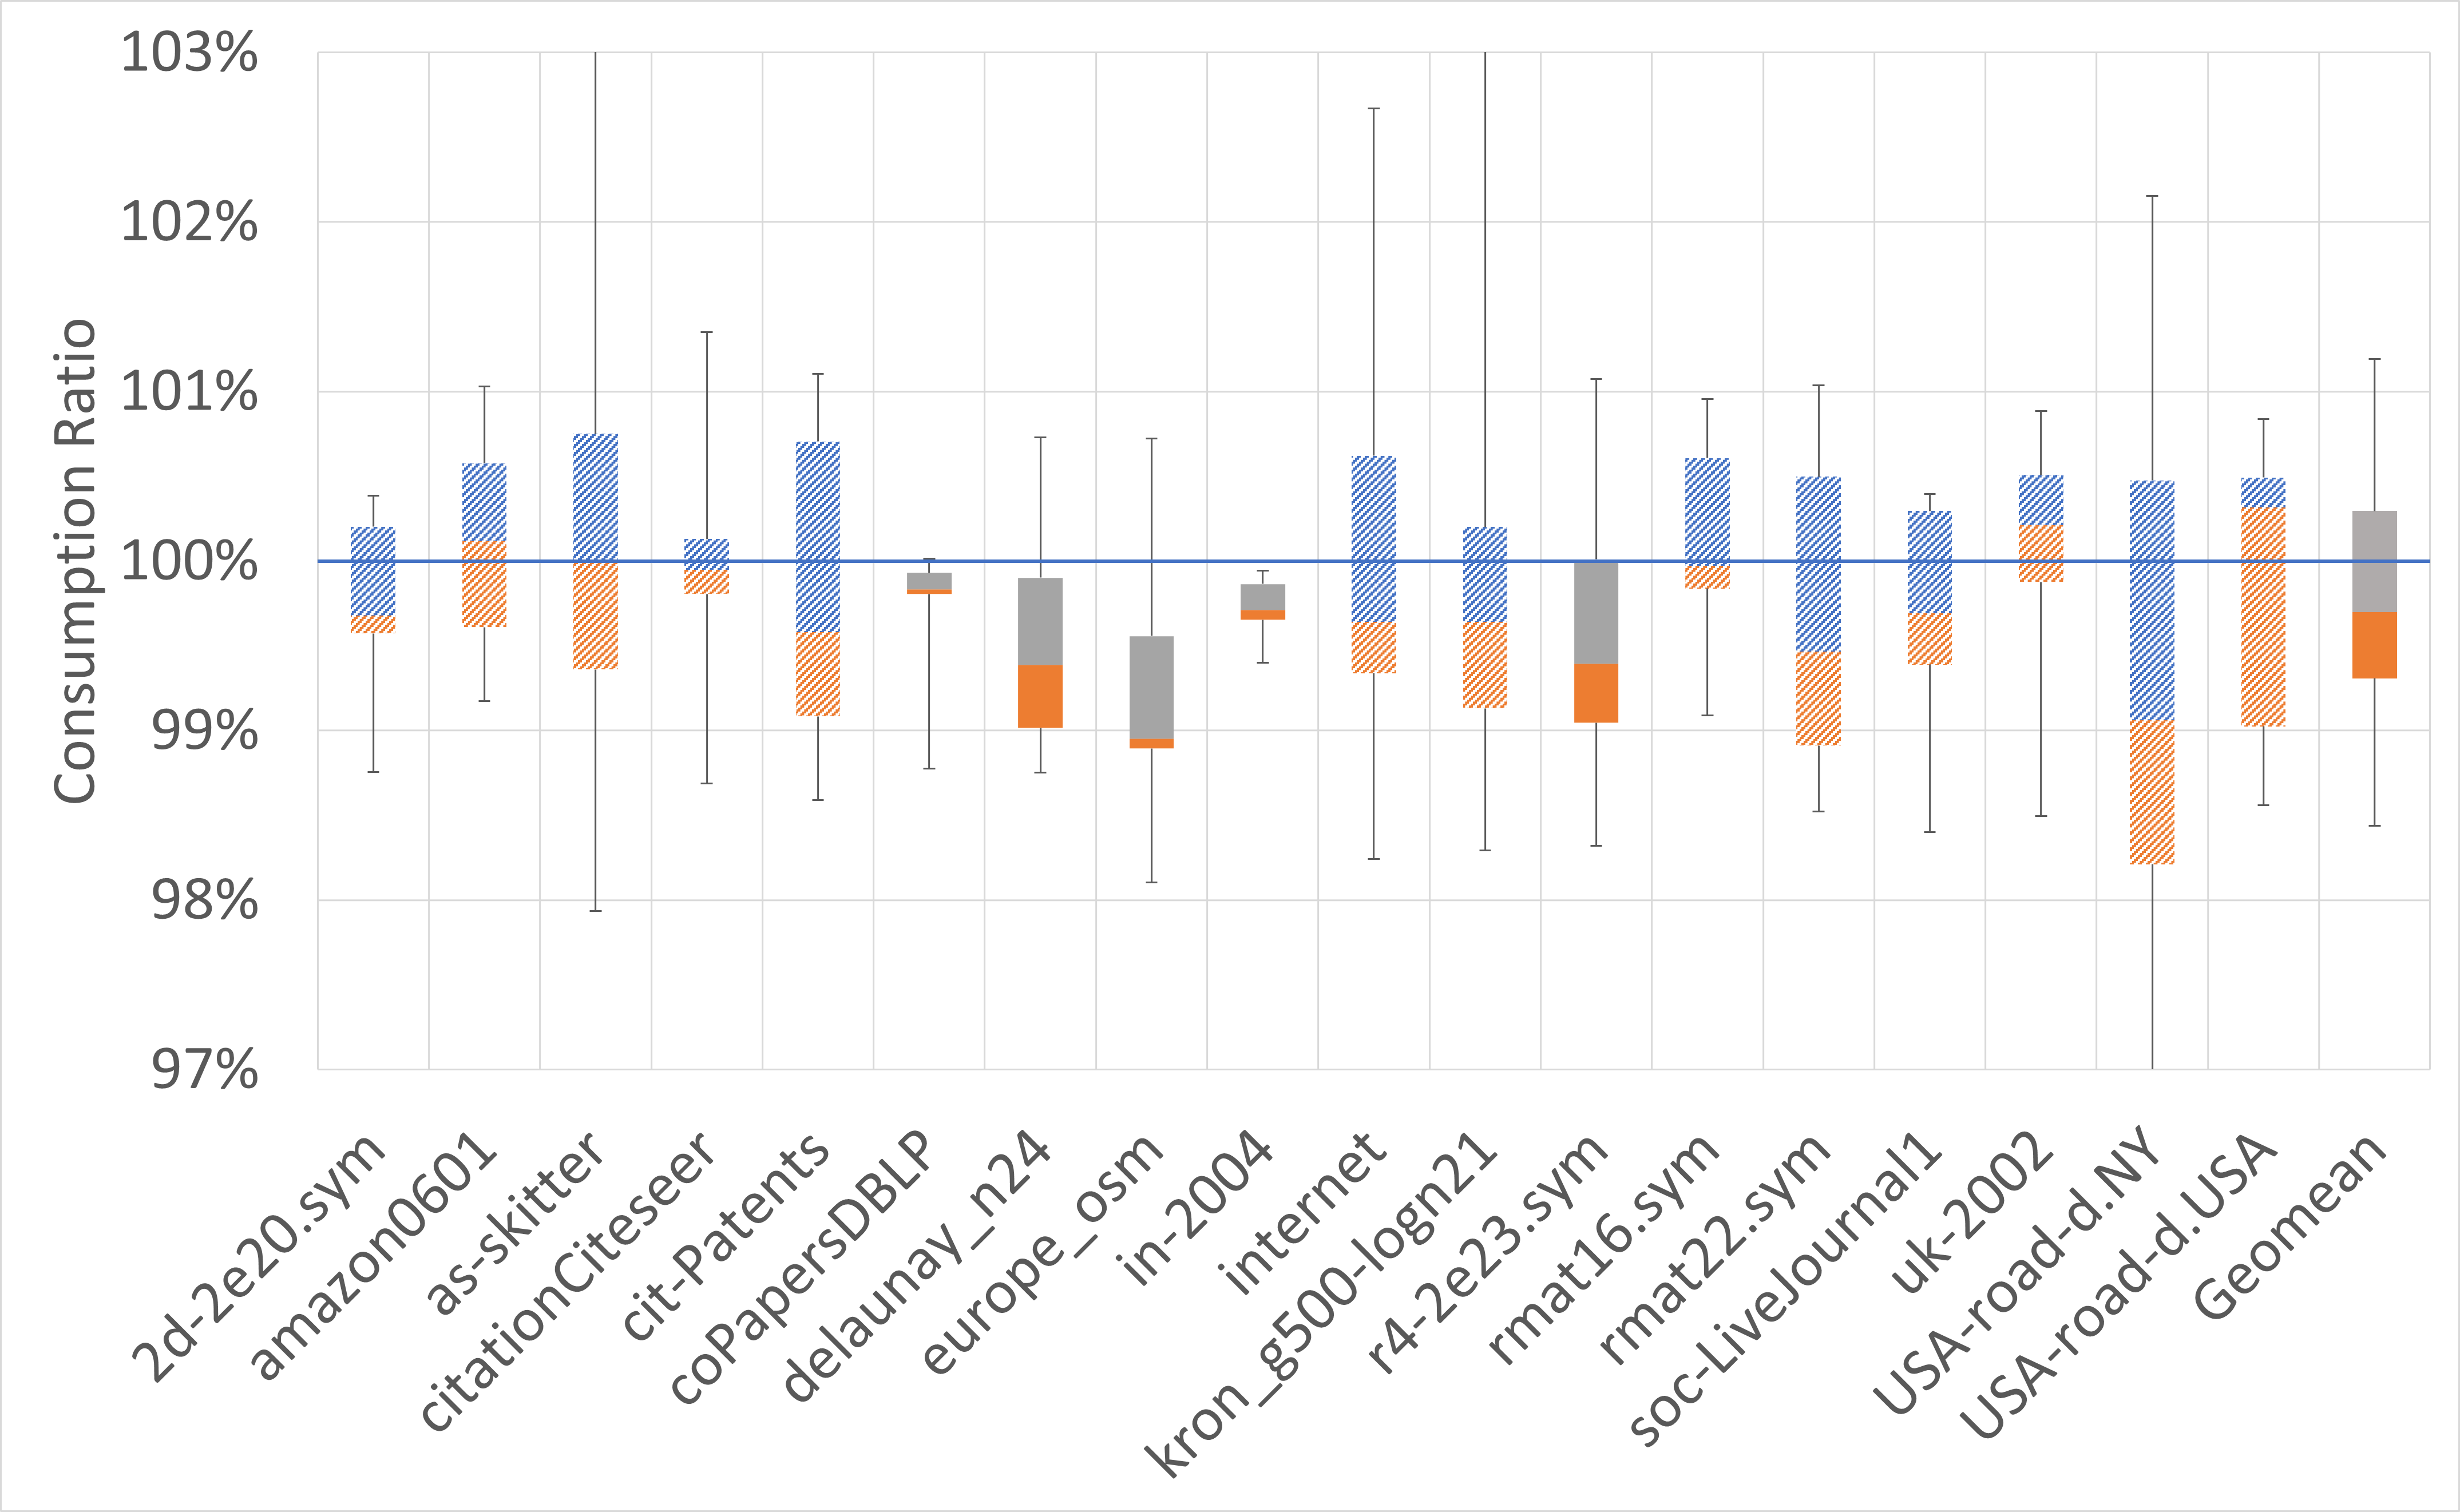 103%
102%
101%
100%
99%
98%
97%
Consumption Ratio
2d-2e20.sym
amazon0601
as-skitter
citationCiteseer
cit-Patents
coPapersDBLP
delaunay_n24
europe_osm
in-2004
internet
kron_g500-logn21
r4-2e23.sym
rmat16.sym
rmat22.sym
soc-LiveJournal1
uk-2002
USA-road-d.NY
USA-road-d.USA
Geomean